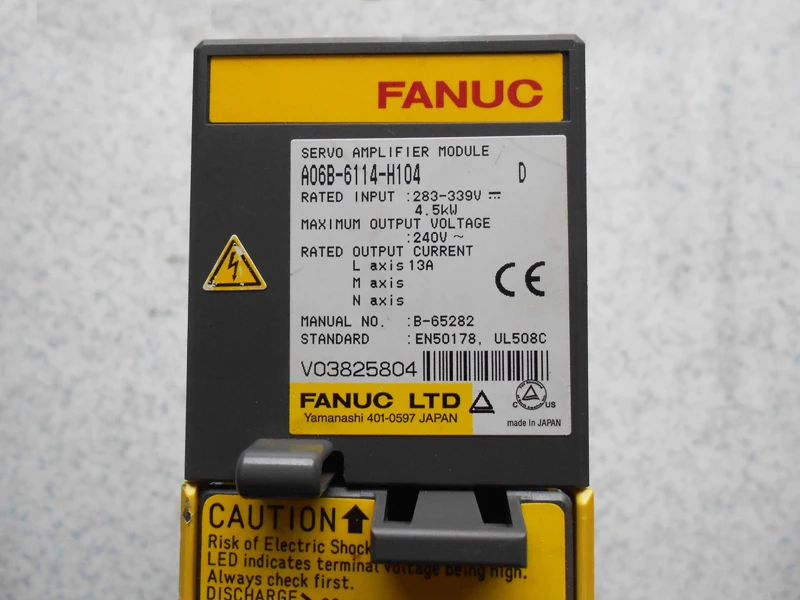 FANUC
SERVO AMPLIFIER MODULE
A06B-6114-H104 D
RATED INPUT :283-339V
4.5kW
MAXIMUM OUTPUT VOLTAGE
:240V ~
RATED OUTPUT CURRENT
L axis 13A
M axis
N axis
CE
MANUAL NO. :B-65282
STANDARD :EN50178, UL508C
V03825804
FANUC LTD
Yamanashi 401-0597 JAPAN
C US
made in JAPAN
CAUTION
Risk of Electric Shock
LED indicates terminal voltage being high.
Always check first.
DISCHARGE>